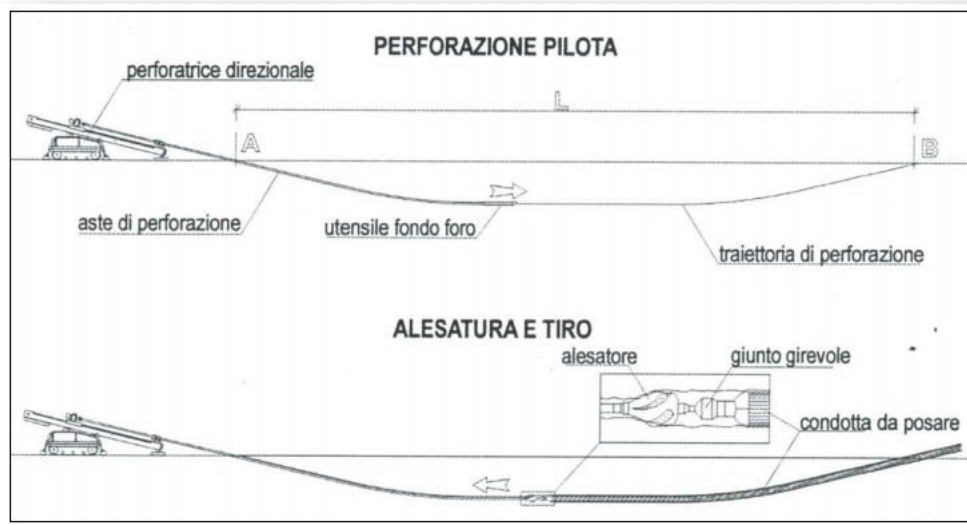 PERFORAZIONE PILOTA
perforatrice direzionale
L
A
B
aste di perforazione
utensile fondo foro
traiettoria di perforazione
ALESATURA E TIRO
alesatore
giunto girevole
condotta da posare